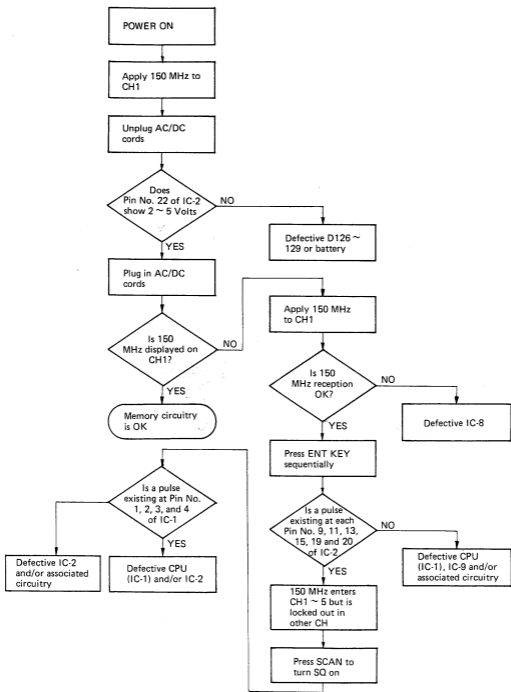 POWER ON
Apply 150 MHz to
CH1
Unplug AC/DC
cords
Does
Pin No. 22 of IC-2
show 2 ~ 5 Volts
NO
Defective D126 ~
129 or battery
YES
Plug in AC/DC
cords
Is 150
MHz displayed on
CH1?
NO
YES
Memory circuitry
is OK
Apply 150 MHz
to CH1
Is 150
MHz reception
OK?
NO
Defective IC-8
YES
Press ENT KEY
sequentially
Is a pulse
existing at each
Pin No. 9, 11, 13,
15, 19 and 20
of IC-2
NO
Defective CPU
(IC-1), IC-9 and/or
associated circuitry
YES
150 MHz enters
CH1 ~ 5 but is
locked out in
other CH
Press SCAN to
turn SQ on
Is a pulse
existing at Pin No.
1, 2, 3, and 4
of IC-1
YES
Defective IC-2
and/or associated
circuitry
Defective CPU
(IC-1) and/or IC-2